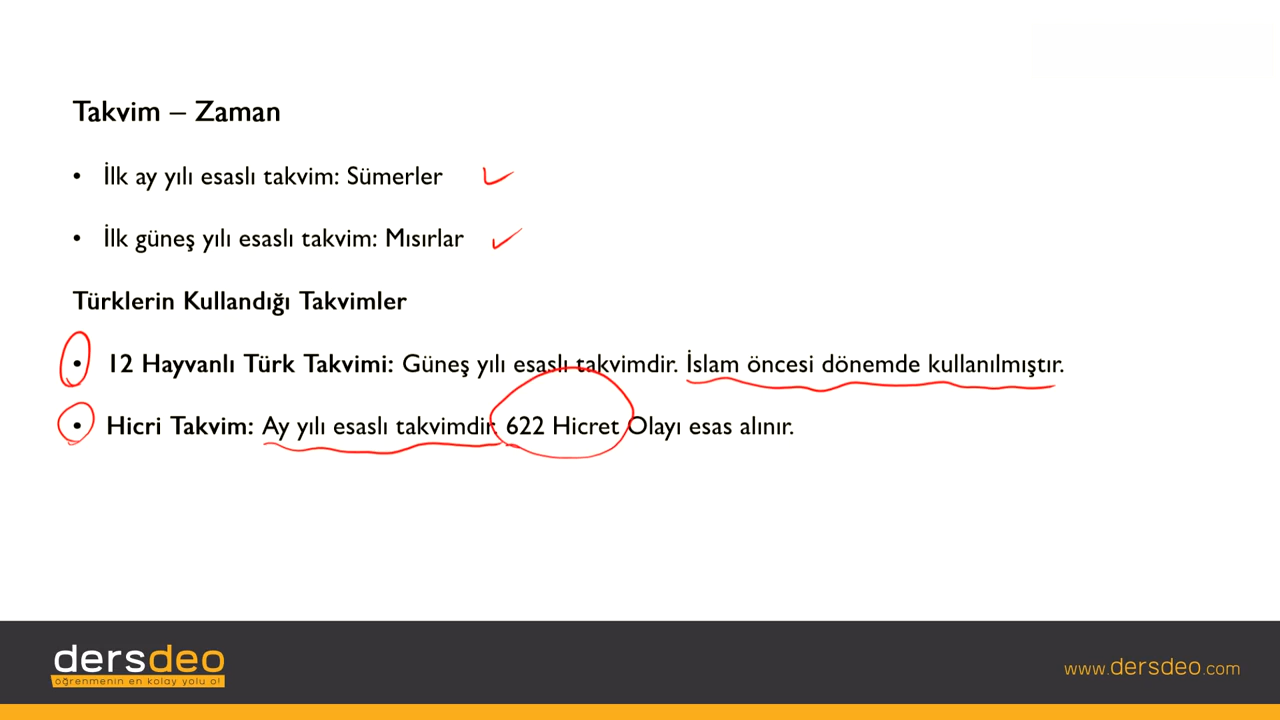 Takvim – Zaman
• İlk ay yılı esaslı takvim: Sümerler
• İlk güneş yılı esaslı takvim: Mısırlar
Türklerin Kullandığı Takvimler
• 12 Hayvanlı Türk Takvimi: Güneş yılı esaslı takvimdir. İslam öncesi dönemde kullanılmıştır.
• Hicri Takvim: Ay yılı esaslı takvimdir. 622 Hicret Olayı esas alınır.
dersdeo
öğrenmenin en kolay yolu o!
www.dersdeo.com